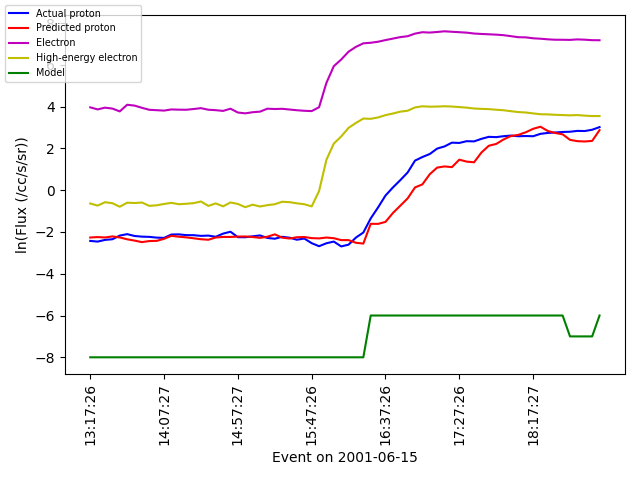 Actual proton
Predicted proton
Electron
High-energy electron
Model
4
2
0
−2
−4
−6
−8
ln(Flux (/cc/s/sr))
13:17:26
14:07:27
14:57:27
15:47:26
16:37:26
17:27:26
18:17:27
Event on 2001-06-15